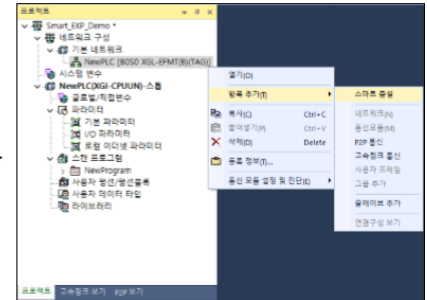 프로젝트
Smart_EXP_Demo *
네트워크 구성
기본 네트워크
NewPLC [B0S0 XGL-EFMT(B)(TAG)]
시스템 변수
NewPLC(XGI-CPUUN)-스톱
글로벌/직접변수
파라미터
기본 파라미터
I/O 파라미터
로컬 이더넷 파라미터
스캔 프로그램
NewProgram
사용자 펑션/펑션블록
사용자 데이터 타입
라이브러리
열기(O)
항목 추가(T)
복사(C) Ctrl+C
붙여넣기(P) Ctrl+V
삭제(D) Delete
등록 정보(I)...
통신 모듈 설정 및 진단(E)
스마트 증설
네트워크(N)
통신모듈(M)
P2P 통신
고속링크 통신
사용자 프레임
그룹 추가
슬레이브 추가
연결구성 보기
프로젝트 고속링크 보기 P2P 보기